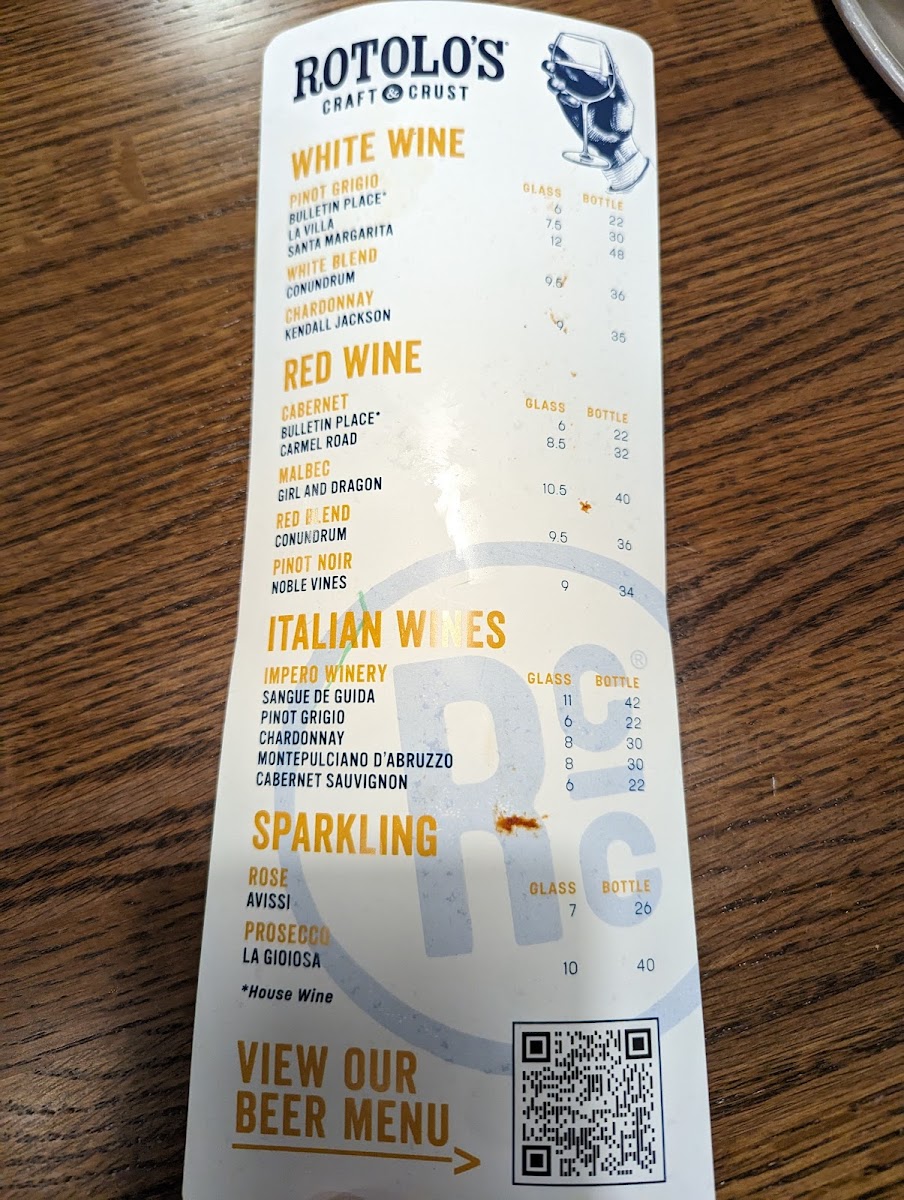 ROTOLO'S
CRAFT & CRUST
WHITE WINE
GLASS BOTTLE
PINOT GRIGIO
BULLETIN PLACE* 6 22
LA VILLA 7.5 30
SANTA MARGARITA 12 48
WHITE BLEND
CONUNDRUM 9.5 36
CHARDONNAY
KENDALL JACKSON 9 35
RED WINE
GLASS BOTTLE
CABERNET
BULLETIN PLACE* 6 22
CARMEL ROAD 8.5 32
MALBEC
GIRL AND DRAGON 10.5 40
RED BLEND
CONUNDRUM 9.5 36
PINOT NOIR
NOBLE VINES 9 34
ITALIAN WINES
IMPERO WINERY GLASS BOTTLE
SANGUE DE GUIDA 11 42
PINOT GRIGIO 6 22
CHARDONNAY 8 30
MONTEPULCIANO D'ABRUZZO 8 30
CABERNET SAUVIGNON 6 22
SPARKLING
ROSE GLASS BOTTLE
AVISSI 7 26
PROSECCO
LA GIOIOSA 10 40
*House Wine
VIEW OUR
BEER MENU
RCC®